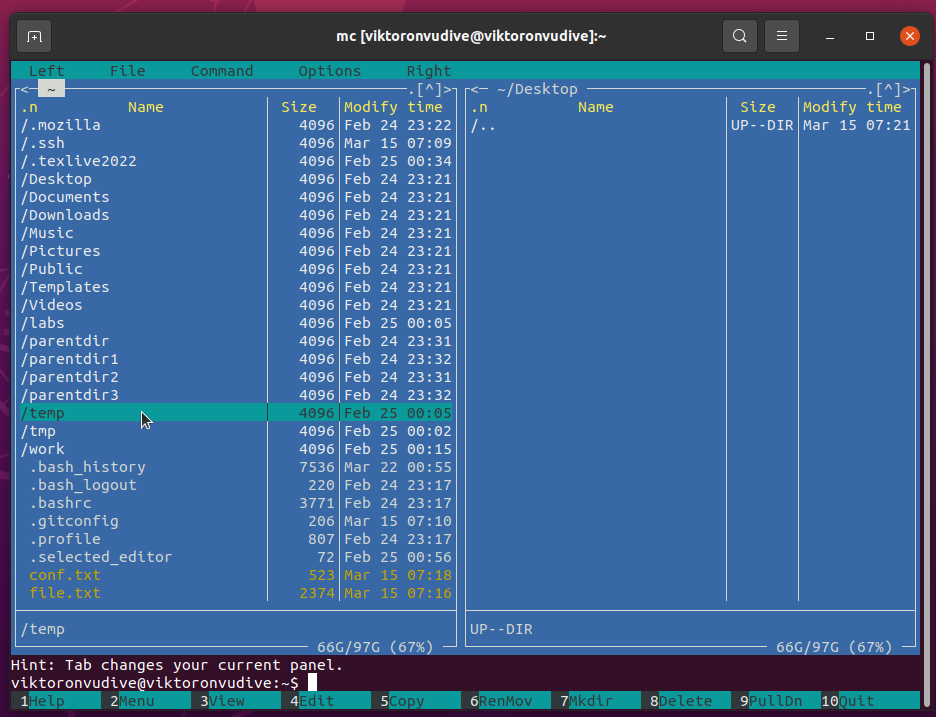 mc [viktoronvudive@viktoronvudive]:~
Left File Command Options Right
<─ ~ .[^]>
.n Name Size Modify time
/.mozilla 4096 Feb 24 23:22
/.ssh 4096 Mar 15 07:09
/.texlive2022 4096 Feb 25 00:34
/Desktop 4096 Feb 24 23:21
/Documents 4096 Feb 24 23:21
/Downloads 4096 Feb 24 23:21
/Music 4096 Feb 24 23:21
/Pictures 4096 Feb 24 23:21
/Public 4096 Feb 24 23:21
/Templates 4096 Feb 24 23:21
/Videos 4096 Feb 24 23:21
/labs 4096 Feb 25 00:05
/parentdir 4096 Feb 24 23:31
/parentdir1 4096 Feb 24 23:32
/parentdir2 4096 Feb 24 23:31
/parentdir3 4096 Feb 24 23:32
/temp 4096 Feb 25 00:05
/tmp 4096 Feb 25 00:02
/work 4096 Feb 25 00:15
.bash_history 7536 Mar 22 00:55
.bash_logout 220 Feb 24 23:17
.bashrc 3771 Feb 24 23:17
.gitconfig 206 Mar 15 07:10
.profile 807 Feb 24 23:17
.selected_editor 72 Feb 25 00:56
conf.txt 523 Mar 15 07:18
file.txt 2374 Mar 15 07:16
/temp
66G/97G (67%)
<─ ~/Desktop .[^]>
.n Name Size Modify time
/.. UP--DIR Mar 15 07:21
UP--DIR
66G/97G (67%)
Hint: Tab changes your current panel.
viktoronvudive@viktoronvudive:~$
1Help 2Menu 3View 4Edit 5Copy 6RenMov 7Mkdir 8Delete 9PullDn 10Quit